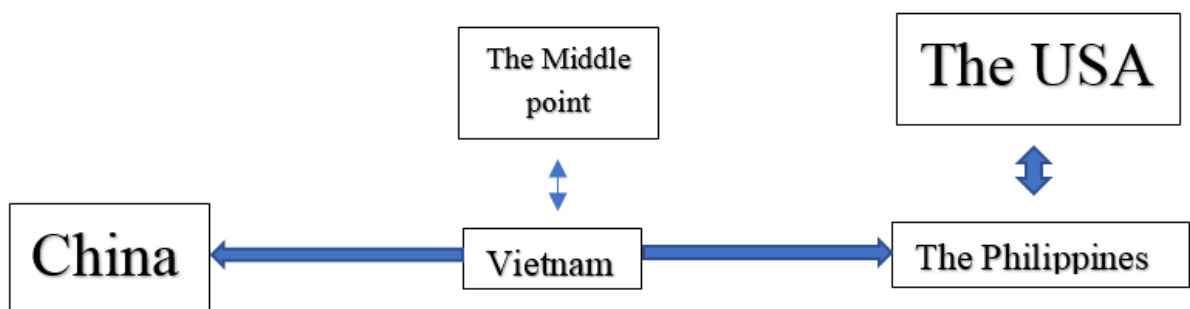 The Middle
point
The USA
China
Vietnam
The Philippines